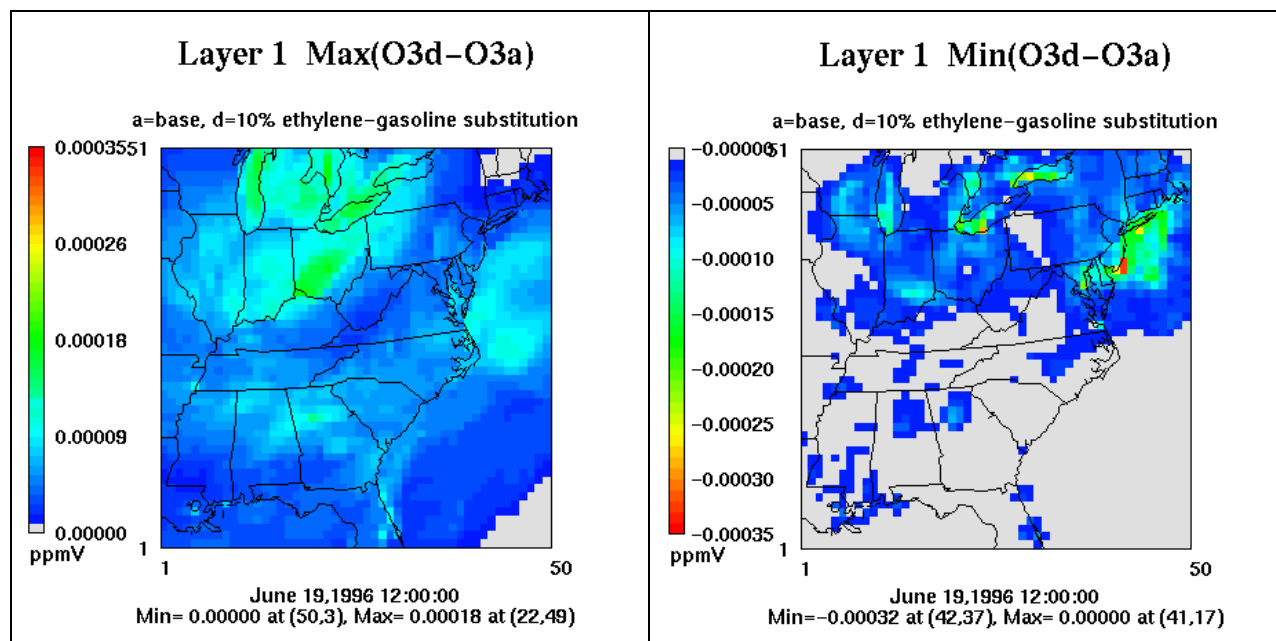 Layer 1 Max(O3d−O3a)
a=base, d=10% ethylene−gasoline substitution
0.00035
51
0.00026
0.00018
0.00009
0.00000
ppmV
1
1
50
June 19,1996 12:00:00
Min= 0.00000 at (50,3), Max= 0.00018 at (22,49)
Layer 1 Min(O3d−O3a)
a=base, d=10% ethylene−gasoline substitution
−0.00000
51
−0.00005
−0.00010
−0.00015
−0.00020
−0.00025
−0.00030
−0.00035
ppmV
1
1
50
June 19,1996 12:00:00
Min=−0.00032 at (42,37), Max= 0.00000 at (41,17)